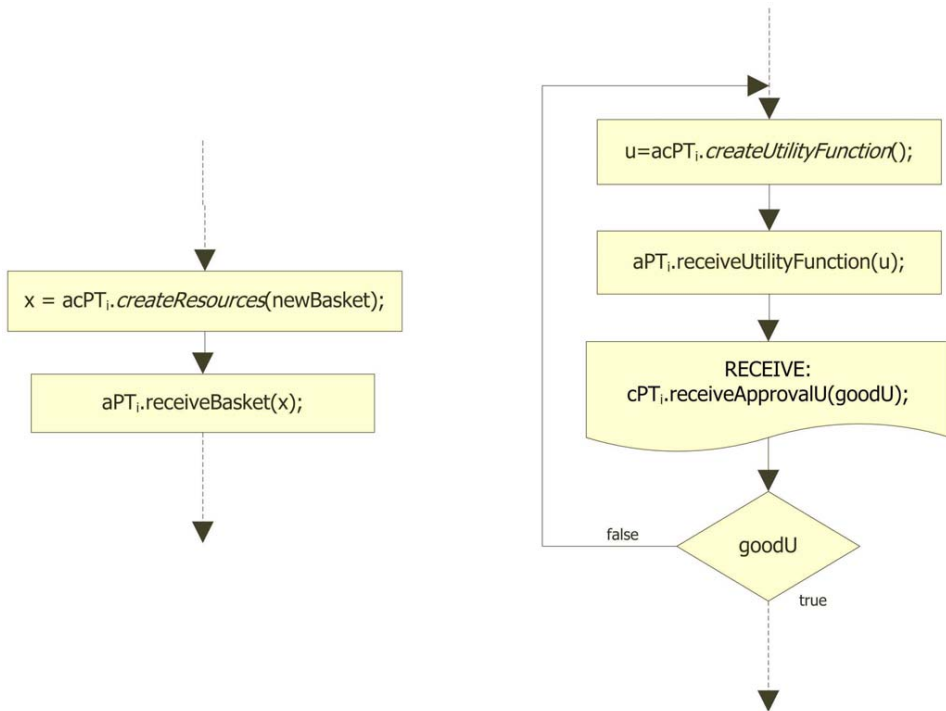 x = acPTᵢ.createResources(newBasket);
aPTᵢ.receiveBasket(x);
u=acPTᵢ.createUtilityFunction();
aPTᵢ.receiveUtilityFunction(u);
RECEIVE:
cPTᵢ.receiveApprovalU(goodU);
false
goodU
true